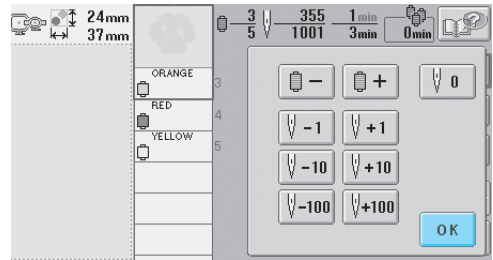 24mm
37mm
3/5 355/1001 1min/3min 0min
ORANGE 3
RED 4
YELLOW 5
− + 0
−1 +1
−10 +10
−100 +100
OK